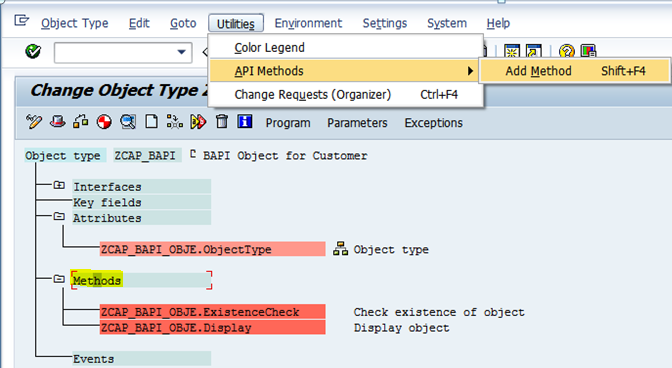 Object Type Edit Goto Utilities Environment Settings System Help
Color Legend
API Methods
Add Method Shift+F4
Change Requests (Organizer) Ctrl+F4
Change Object Type
Program Parameters Exceptions
Object type ZCAP_BAPI BAPI Object for Customer
Interfaces
Key fields
Attributes
ZCAP_BAPI_OBJE.ObjectType Object type
Methods
ZCAP_BAPI_OBJE.ExistenceCheck Check existence of object
ZCAP_BAPI_OBJE.Display Display object
Events